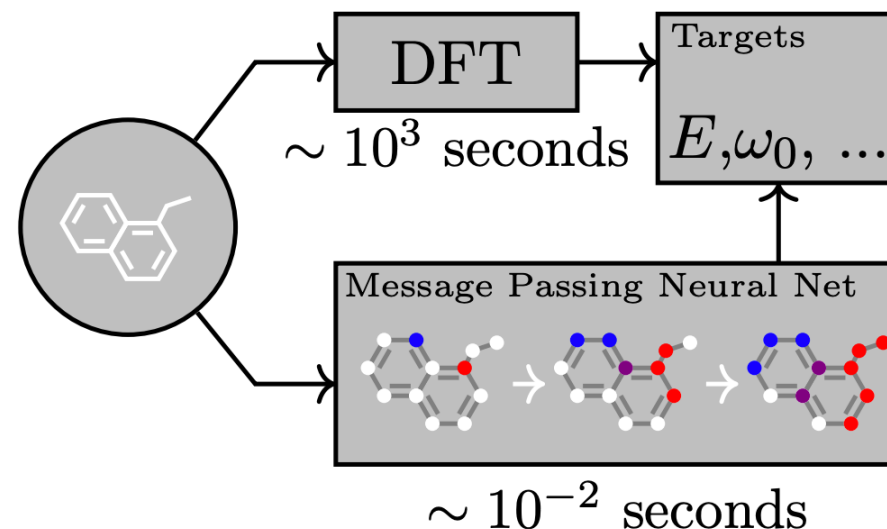 DFT
∼ 10³ seconds
Targets
E,ω₀, ...
Message Passing Neural Net
∼ 10⁻² seconds